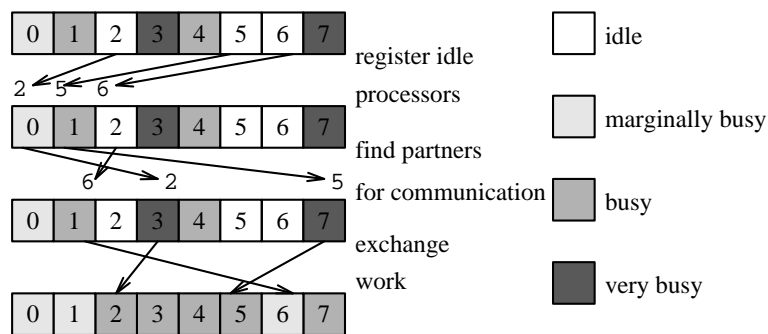 0 1 2 3 4 5 6 7
idle
register idle
2 5 6
processors
0 1 2 3 4 5 6 7
marginally busy
find partners
6 2 5
for communication
busy
0 1 2 3 4 5 6 7
exchange
work
very busy
0 1 2 3 4 5 6 7